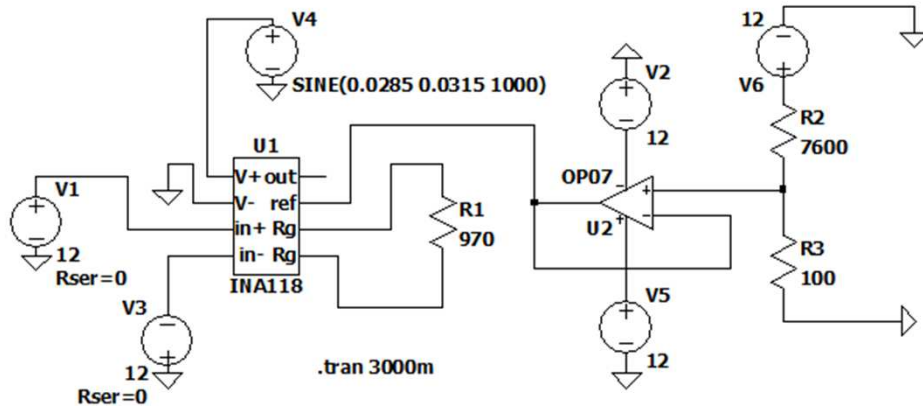 V4
SINE(0.0285 0.0315 1000)
12
V6
V2
12
R2
7600
U1
V+ out
V- ref
in+ Rg
in- Rg
INA118
V1
12
Rser=0
R1
970
OP07
U2
R3
100
V3
12
Rser=0
V5
12
.tran 3000m